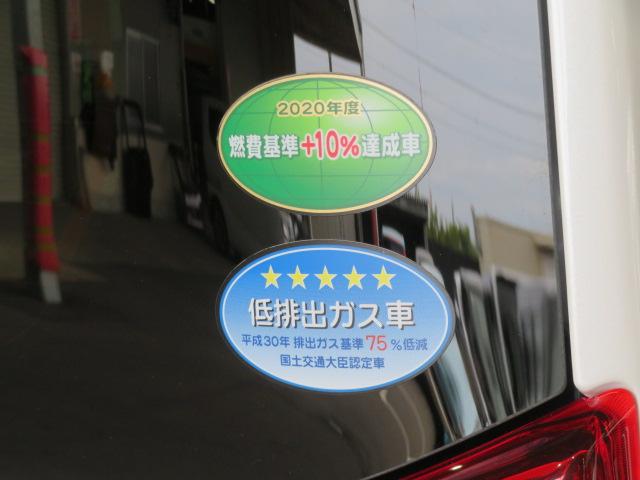 2020年度
燃費基準+10%達成車
低排出ガス車
平成30年 排出ガス基準 75 %低減
国土交通大臣認定車